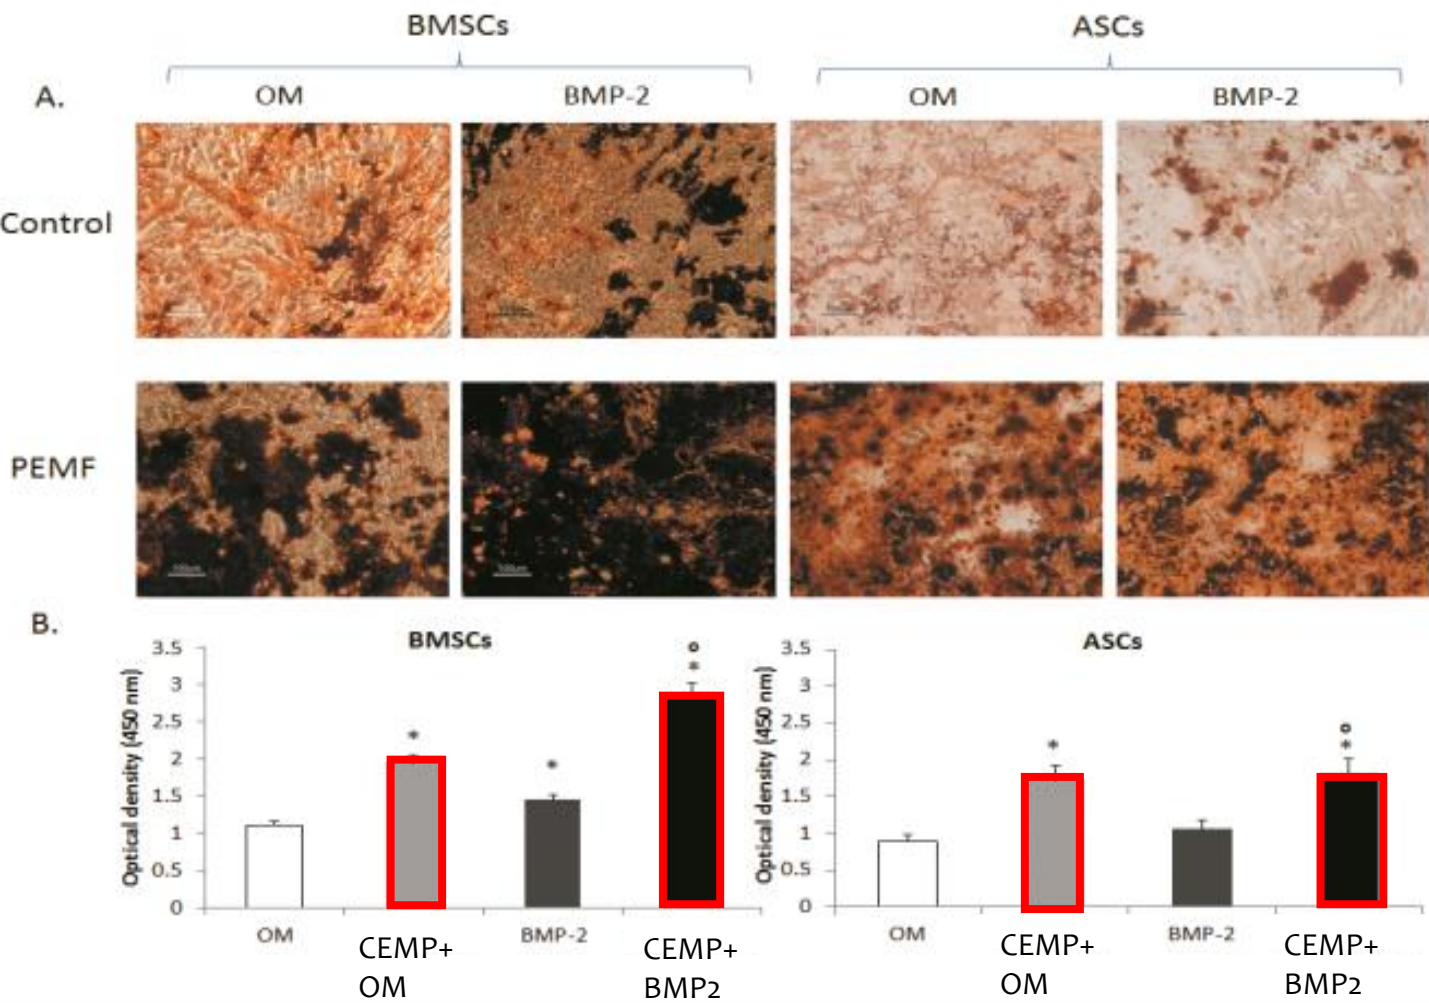 BMSCs
ASCs
A.
OM
BMP-2
OM
BMP-2
Control
PEMF
100um
100um
B.
BMSCs
Optical density (450 nm)
3.5
3
2.5
2
1.5
1
0.5
0
°
*
*
*
OM
CEMP+
OM
BMP-2
CEMP+
BMP2
ASCs
Optical density (450 nm)
3.5
3
2.5
2
1.5
1
0.5
0
*
°
*
OM
CEMP+
OM
BMP-2
CEMP+
BMP2